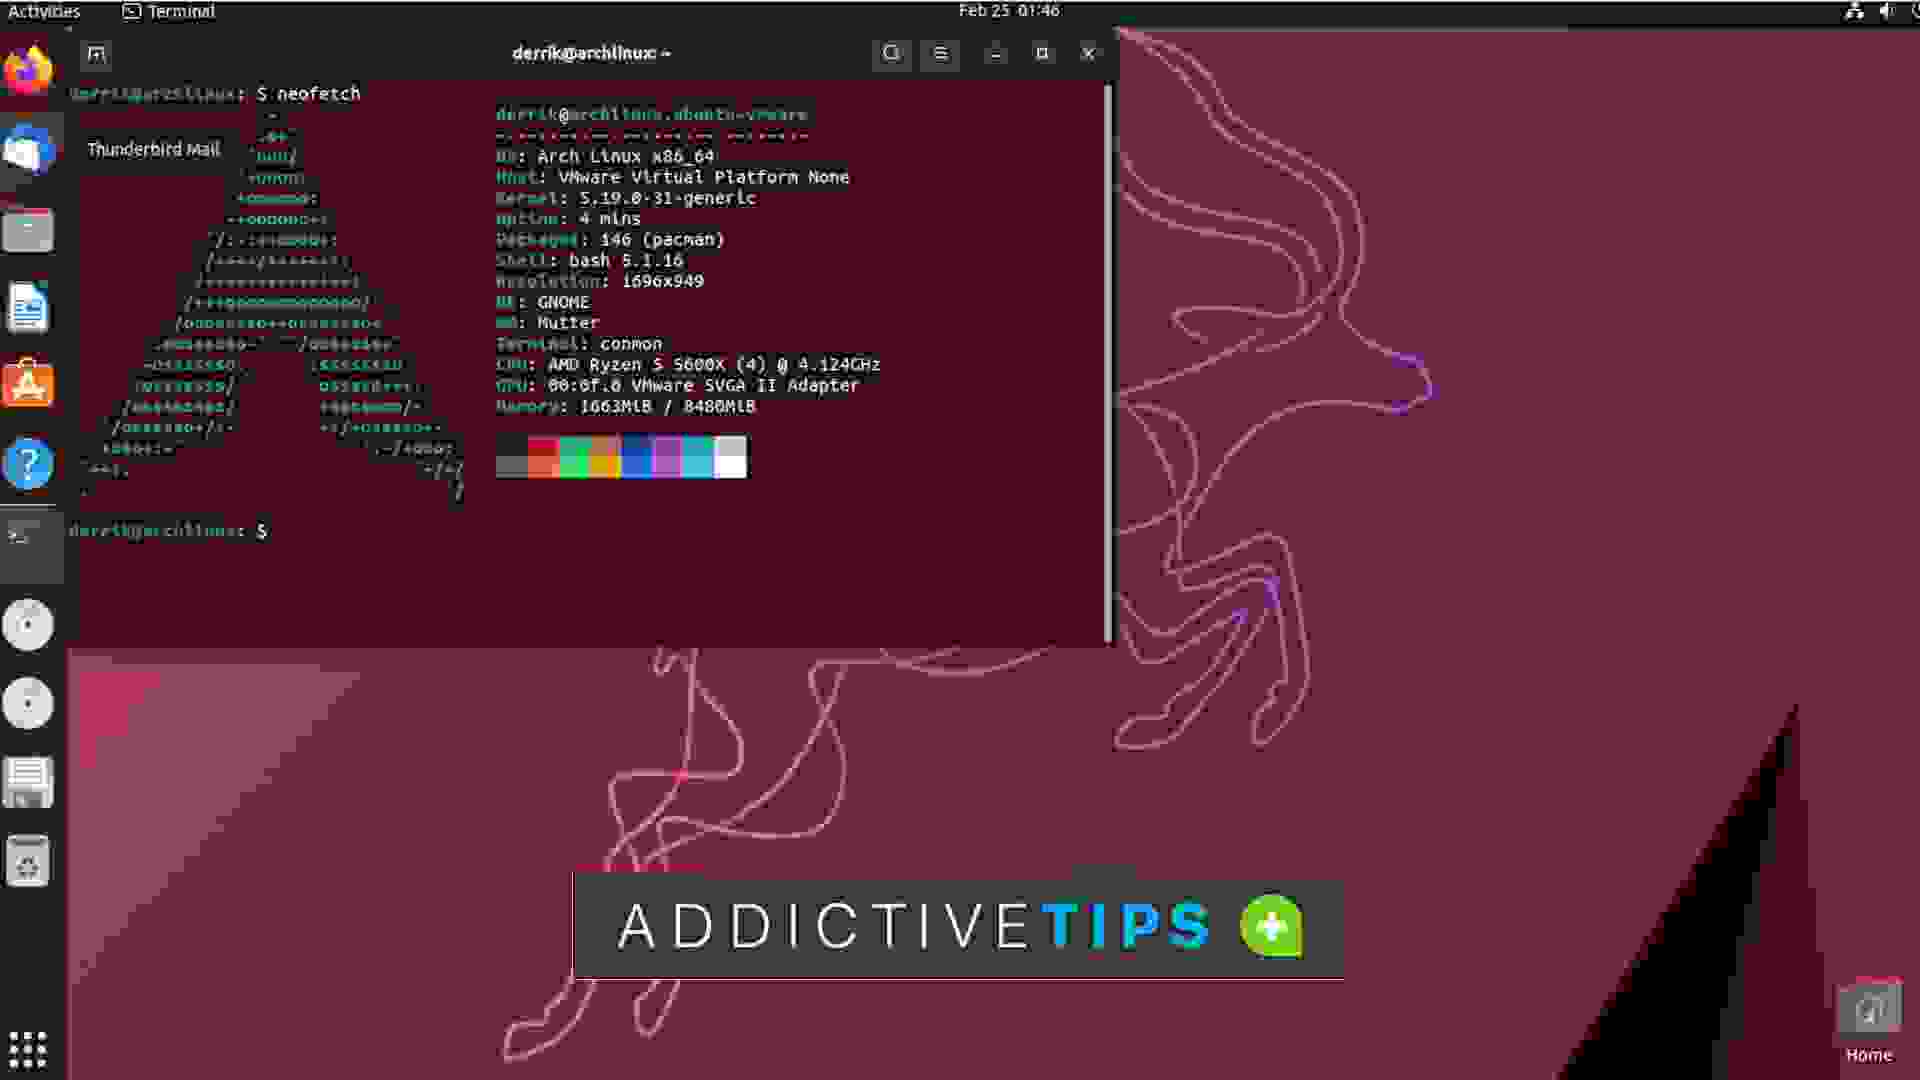 Activities Terminal Feb 25 01:46
derrik@archlinux: ~
derrik@archlinux: $ neofetch
derrik@archlinux.ubuntu-vmware
Thunderbird Mail
OS: Arch Linux x86_64
Host: VMware Virtual Platform None
Kernel: 5.19.0-31-generic
Uptime: 4 mins
Packages: 146 (pacman)
Shell: bash 5.1.16
Resolution: 1696x949
DE: GNOME
WM: Mutter
Terminal: conmon
CPU: AMD Ryzen 5 5600X (4) @ 4.124GHz
GPU: 00:0f.0 VMware SVGA II Adapter
Memory: 1663MiB / 8480MiB
derrik@archlinux: $
ADDICTIVETIPS
Home